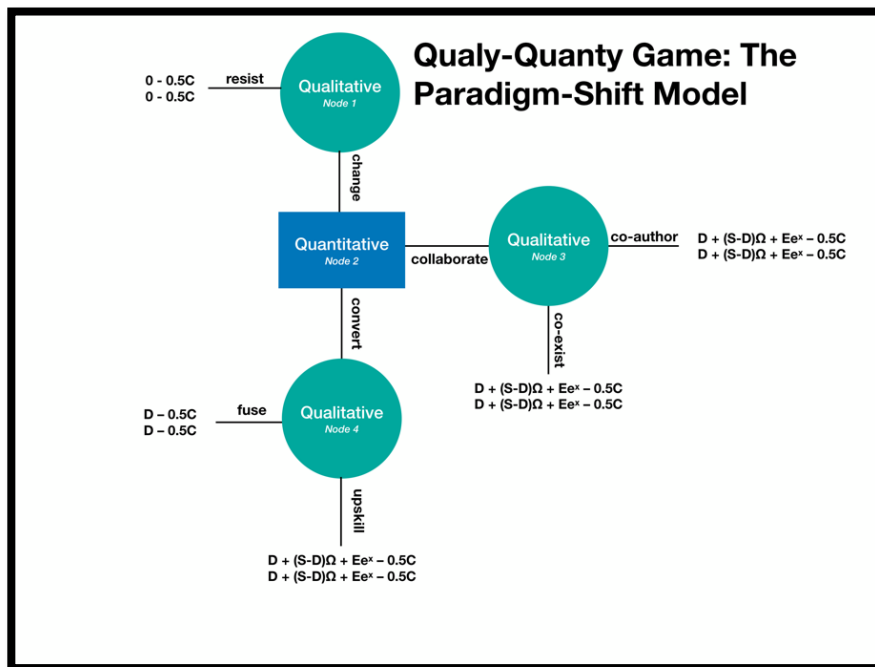 Qualy-Quanty Game: The
Paradigm-Shift Model
0 - 0.5C
0 - 0.5C
resist
Qualitative
Node 1
change
Quantitative
Node 2
collaborate
Qualitative
Node 3
co-author
D + (S-D)Ω + Eeˣ – 0.5C
D + (S-D)Ω + Eeˣ – 0.5C
co-exist
D + (S-D)Ω + Eeˣ – 0.5C
D + (S-D)Ω + Eeˣ – 0.5C
convert
D – 0.5C
D – 0.5C
fuse
Qualitative
Node 4
upskill
D + (S-D)Ω + Eeˣ – 0.5C
D + (S-D)Ω + Eeˣ – 0.5C